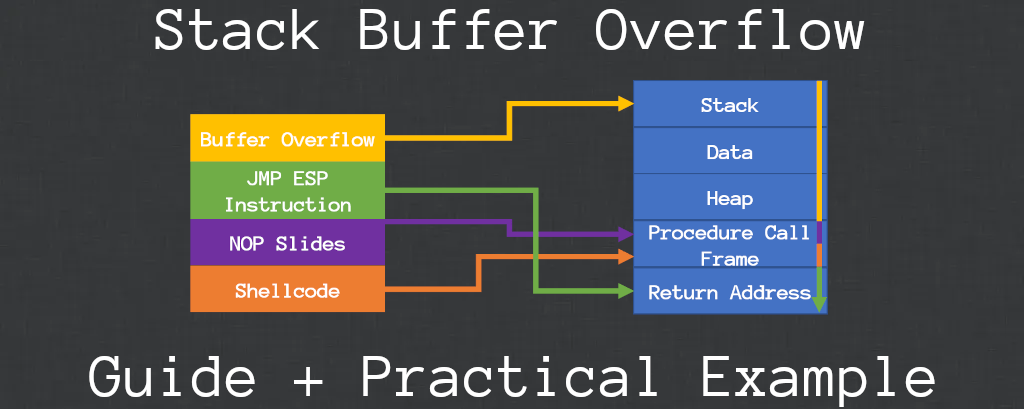 Stack Buffer Overflow
Buffer Overflow
JMP ESP
Instruction
NOP Slides
Shellcode
Stack
Data
Heap
Procedure Call
Frame
Return Address
Guide + Practical Example